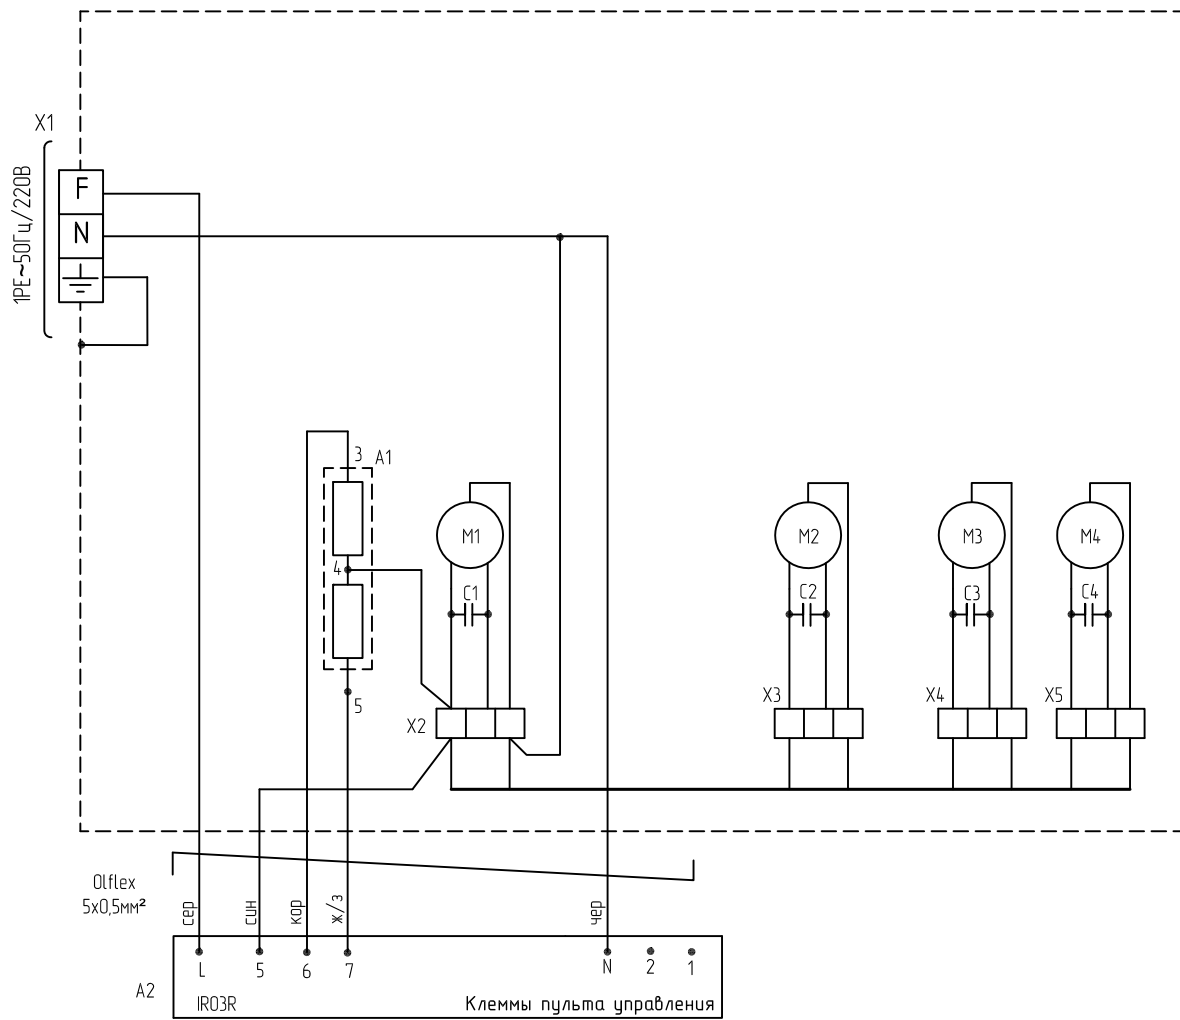 X1
1PE~50Гц/220В
F
N
3
A1
4
5
M1
C1
X2
M2
C2
X3
M3
C3
X4
M4
C4
X5
Olflex
5x0,5мм²
сер
син
кор
ж/з
чер
A2
L
5
6
7
N
2
1
IR03R
Клеммы пульта управления